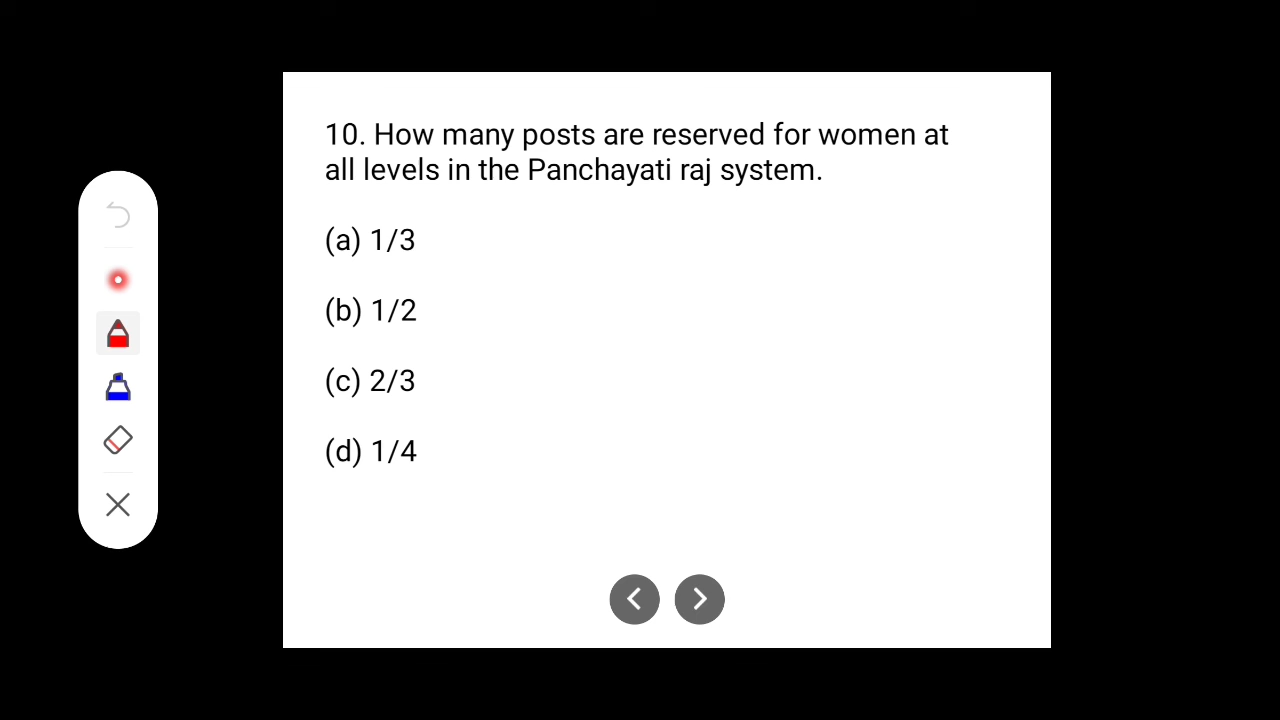 10. How many posts are reserved for women at
all levels in the Panchayati raj system.
(a) 1/3
(b) 1/2
(c) 2/3
(d) 1/4